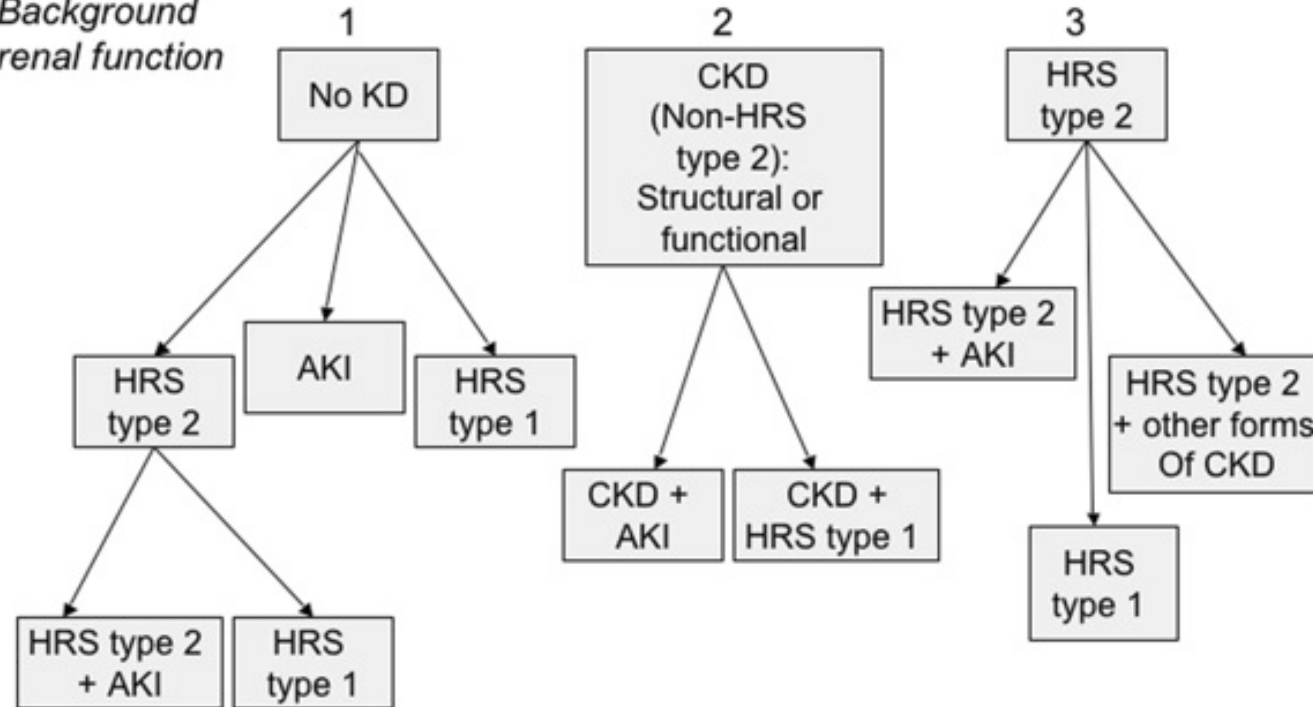 Background
renal function
1
No KD
HRS
type 2
AKI
HRS
type 1
HRS type 2
+ AKI
HRS
type 1
2
CKD
(Non-HRS
type 2):
Structural or
functional
CKD +
AKI
CKD +
HRS type 1
3
HRS
type 2
HRS type 2
+ AKI
HRS
type 1
HRS type 2
+ other forms
Of CKD